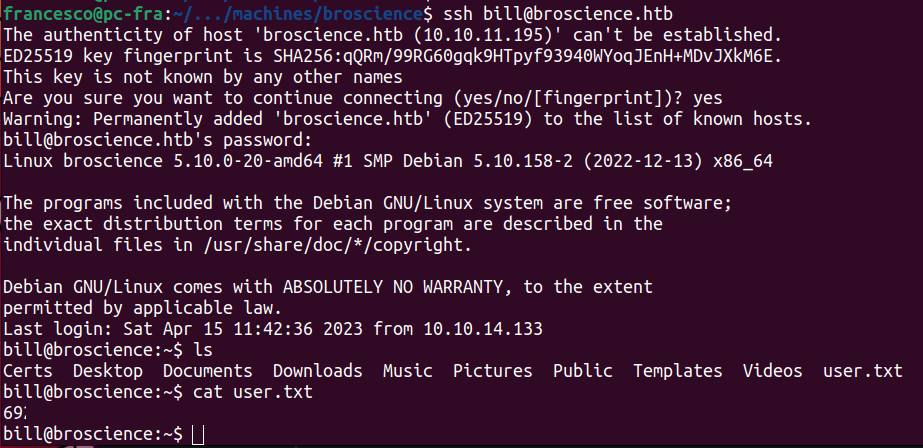 francesco@pc-fra:~/.../machines/broscience$ ssh bill@broscience.htb
The authenticity of host 'broscience.htb (10.10.11.195)' can't be established.
ED25519 key fingerprint is SHA256:qQRm/99RG60gqk9HTpyf93940WYoqJEnH+MDvJXkM6E.
This key is not known by any other names
Are you sure you want to continue connecting (yes/no/[fingerprint])? yes
Warning: Permanently added 'broscience.htb' (ED25519) to the list of known hosts.
bill@broscience.htb's password:
Linux broscience 5.10.0-20-amd64 #1 SMP Debian 5.10.158-2 (2022-12-13) x86_64
The programs included with the Debian GNU/Linux system are free software;
the exact distribution terms for each program are described in the
individual files in /usr/share/doc/*/copyright.
Debian GNU/Linux comes with ABSOLUTELY NO WARRANTY, to the extent
permitted by applicable law.
Last login: Sat Apr 15 11:42:36 2023 from 10.10.14.133
bill@broscience:~$ ls
Certs  Desktop  Documents  Downloads  Music  Pictures  Public  Templates  Videos  user.txt
bill@broscience:~$ cat user.txt
69
bill@broscience:~$